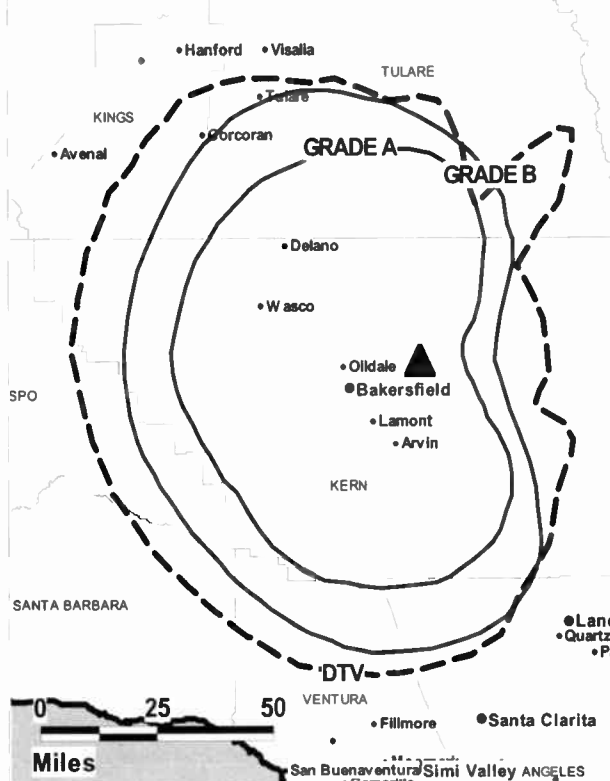 Hanford
Visalia
TULARE
Tulare
KINGS
Corcoran
Avenal
GRADE A
GRADE B
Delano
Wasco
Oildale
Bakersfield
SPO
Lamont
Arvin
KERN
SANTA BARBARA
Lanc
Quartz
P
DTV
VENTURA
0 25 50
Miles
Fillmore
Santa Clarita
San Buenaventura
Simi Valley
ANGELES